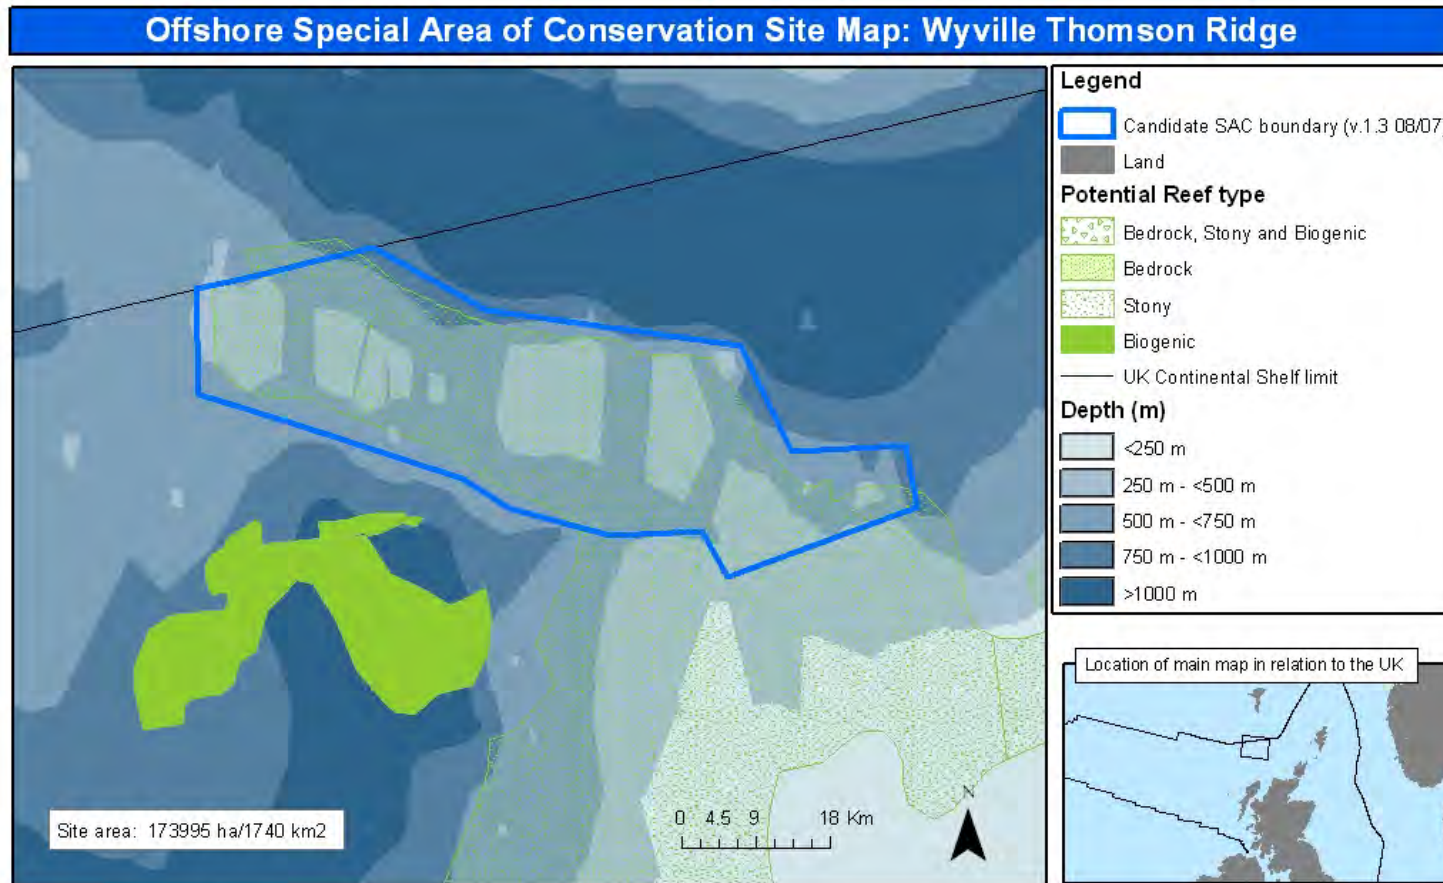 Offshore Special Area of Conservation Site Map: Wyville Thomson Ridge
Legend
Candidate SAC boundary (v.1.3 08/07
Land
Potential Reef type
Bedrock, Stony and Biogenic
Bedrock
Stony
Biogenic
UK Continental Shelf limit
Depth (m)
<250 m
250 m - <500 m
500 m - <750 m
750 m - <1000 m
>1000 m
Location of main map in relation to the UK
Site area: 173995 ha/1740 km2
0 4.5 9 18 Km
N